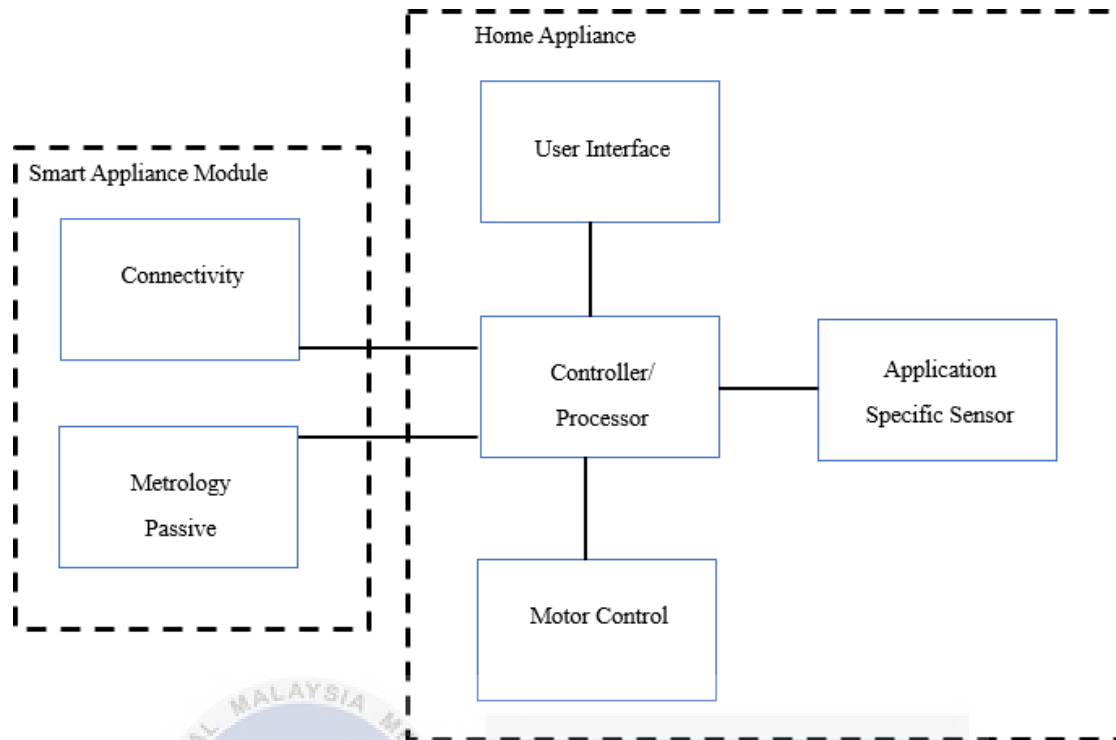 Home Appliance
User Interface
Smart Appliance Module
Connectivity
Controller/
Processor
Application
Specific Sensor
Metrology
Passive
Motor Control
MALAYSIA